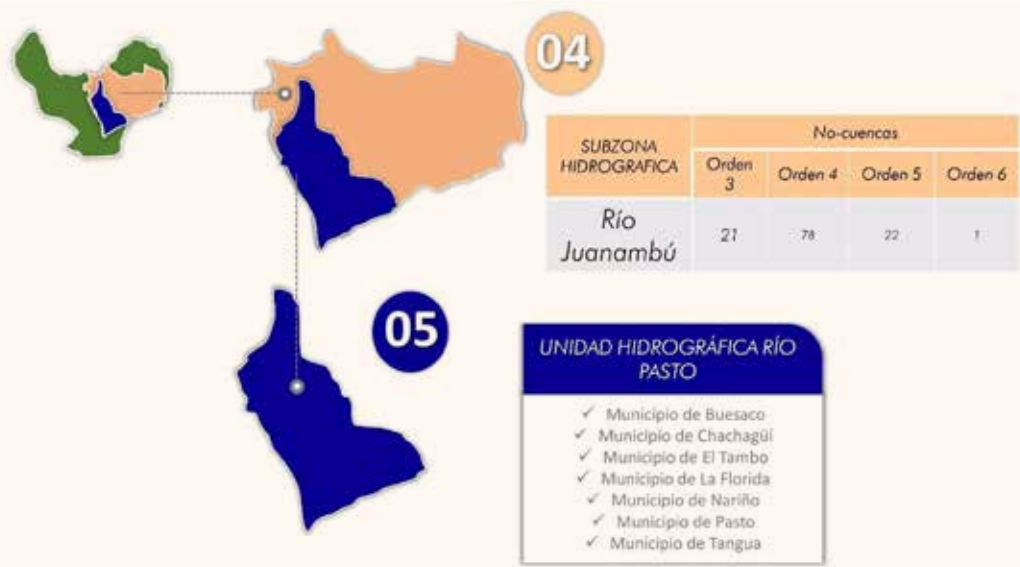 04
SUBZONA
HIDROGRAFICA
No-cuencas
Orden
3
Orden 4
Orden 5
Orden 6
Río
Juanambú
21
78
22
1
05
UNIDAD HIDROGRÁFICA RÍO
PASTO
✓ Municipio de Buesaco
✓ Municipio de Chachagüí
✓ Municipio de El Tambo
✓ Municipio de La Florida
✓ Municipio de Nariño
✓ Municipio de Pasto
✓ Municipio de Tangua